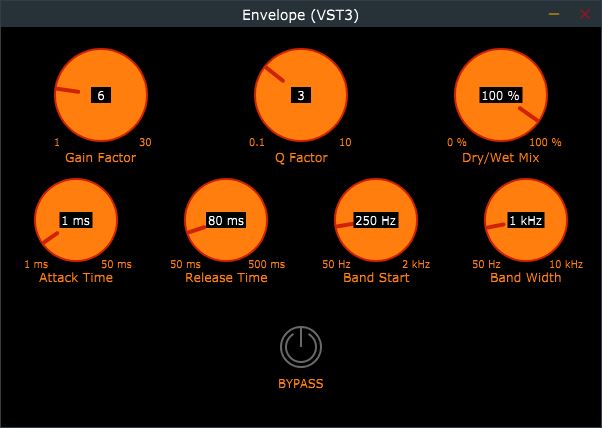 Envelope (VST3)
6
3
100 %
1 30
0.1 10
0 % 100 %
Gain Factor
Q Factor
Dry/Wet Mix
1 ms
80 ms
250 Hz
1 kHz
1 ms 50 ms
50 ms 500 ms
50 Hz 2 kHz
50 Hz 10 kHz
Attack Time
Release Time
Band Start
Band Width
BYPASS